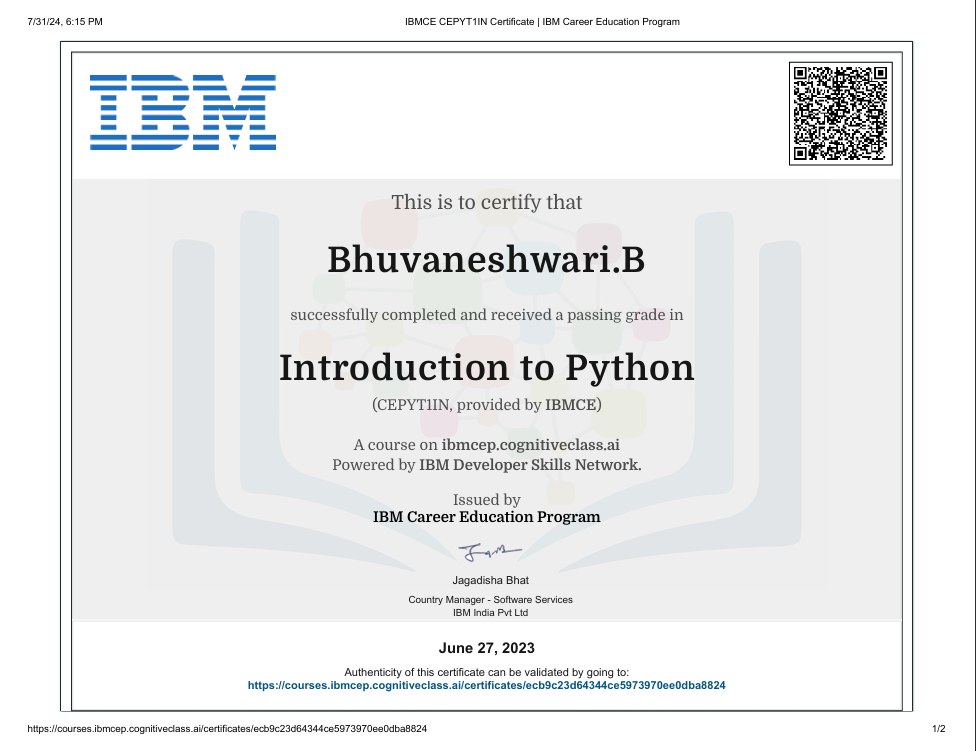 7/31/24, 6:15 PM
IBMCE CEPYT1IN Certificate | IBM Career Education Program
IBM
This is to certify that
Bhuvaneshwari.B
successfully completed and received a passing grade in
Introduction to Python
(CEPYT1IN, provided by IBMCE)
A course on ibmcep.cognitiveclass.ai
Powered by IBM Developer Skills Network.
Issued by
IBM Career Education Program
Jagadisha Bhat
Country Manager - Software Services
IBM India Pvt Ltd
June 27, 2023
Authenticity of this certificate can be validated by going to:
https://courses.ibmcep.cognitiveclass.ai/certificates/ecb9c23d64344ce5973970ee0dba8824
https://courses.ibmcep.cognitiveclass.ai/certificates/ecb9c23d64344ce5973970ee0dba8824
1/2